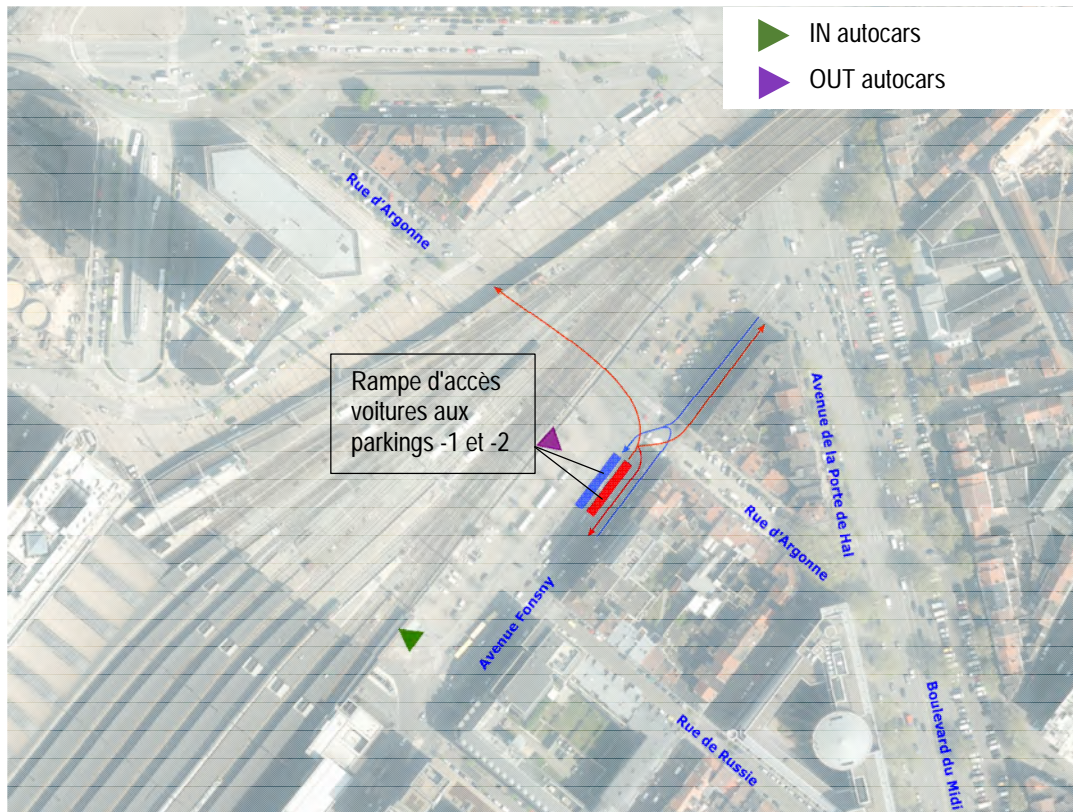 IN autocars
OUT autocars
Rue d'Argonne
Rampe d'accès
voitures aux
parkings -1 et -2
Avenue de la Porte de Hal
Rue d'Argonne
Avenue Fonsny
Rue de Russie
Boulevard du Midi